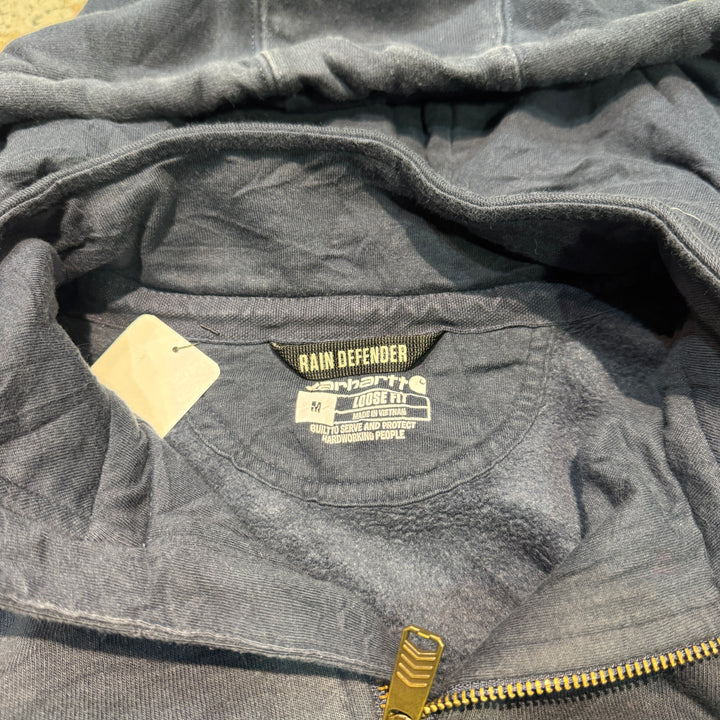 RAIN DEFENDER
carhartt
M
LOOSE FIT
MADE IN VIETNAM
BUILT TO SERVE AND PROTECT
HARDWORKING PEOPLE